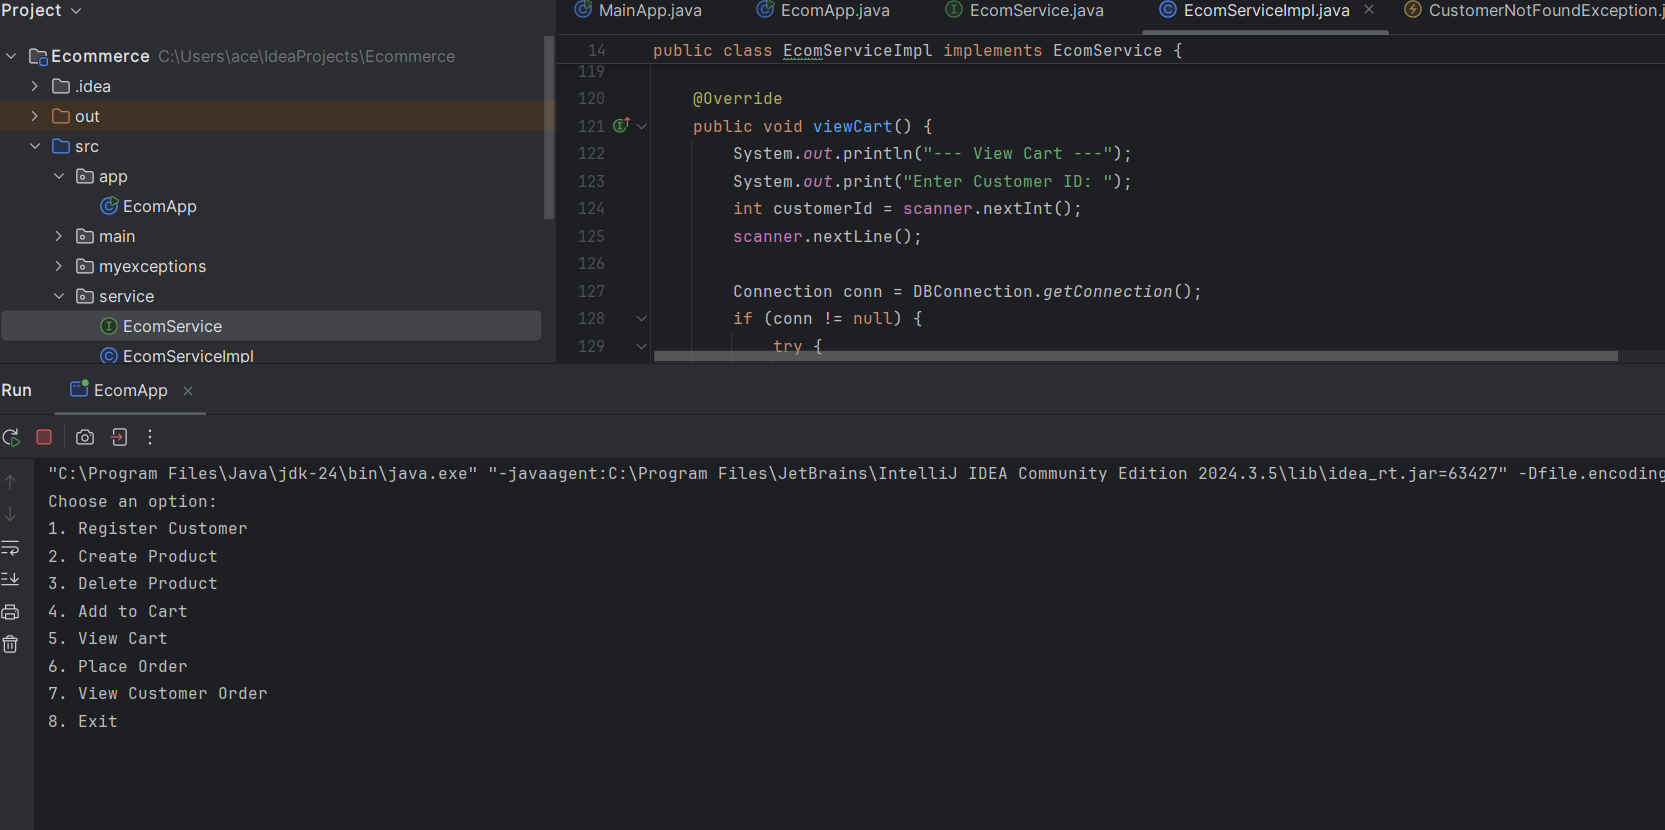 Project
MainApp.java EcomApp.java EcomService.java EcomServiceImpl.java CustomerNotFoundException.j
Ecommerce C:\Users\ace\IdeaProjects\Ecommerce
.idea
out
src
app
EcomApp
main
myexceptions
service
EcomService
EcomServiceImpl
14 public class EcomServiceImpl implements EcomService {
119
120 @Override
121 public void viewCart() {
122 System.out.println("--- View Cart ---");
123 System.out.print("Enter Customer ID: ");
124 int customerId = scanner.nextInt();
125 scanner.nextLine();
126
127 Connection conn = DBConnection.getConnection();
128 if (conn != null) {
129 try {
Run EcomApp
"C:\Program Files\Java\jdk-24\bin\java.exe" "-javaagent:C:\Program Files\JetBrains\IntelliJ IDEA Community Edition 2024.3.5\lib\idea_rt.jar=63427" -Dfile.encoding
Choose an option:
1. Register Customer
2. Create Product
3. Delete Product
4. Add to Cart
5. View Cart
6. Place Order
7. View Customer Order
8. Exit